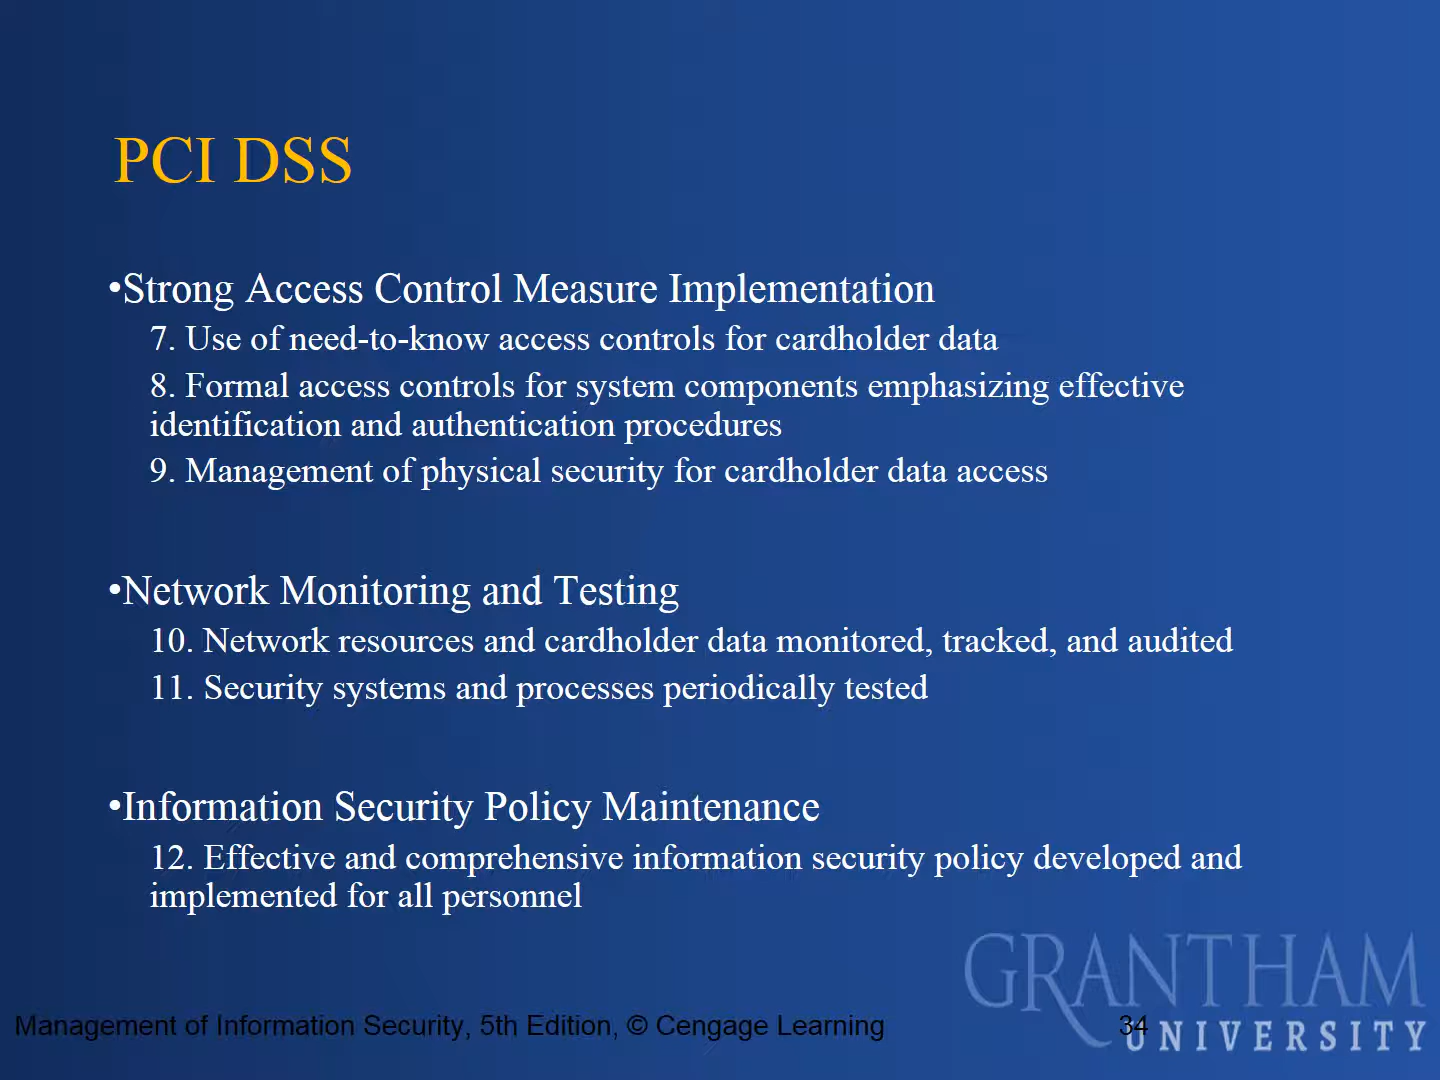 PCI DSS
•Strong Access Control Measure Implementation
7. Use of need-to-know access controls for cardholder data
8. Formal access controls for system components emphasizing effective
identification and authentication procedures
9. Management of physical security for cardholder data access
•Network Monitoring and Testing
10. Network resources and cardholder data monitored, tracked, and audited
11. Security systems and processes periodically tested
•Information Security Policy Maintenance
12. Effective and comprehensive information security policy developed and
implemented for all personnel
GRANTHAM
UNIVERSITY
Management of Information Security, 5th Edition, © Cengage Learning
34